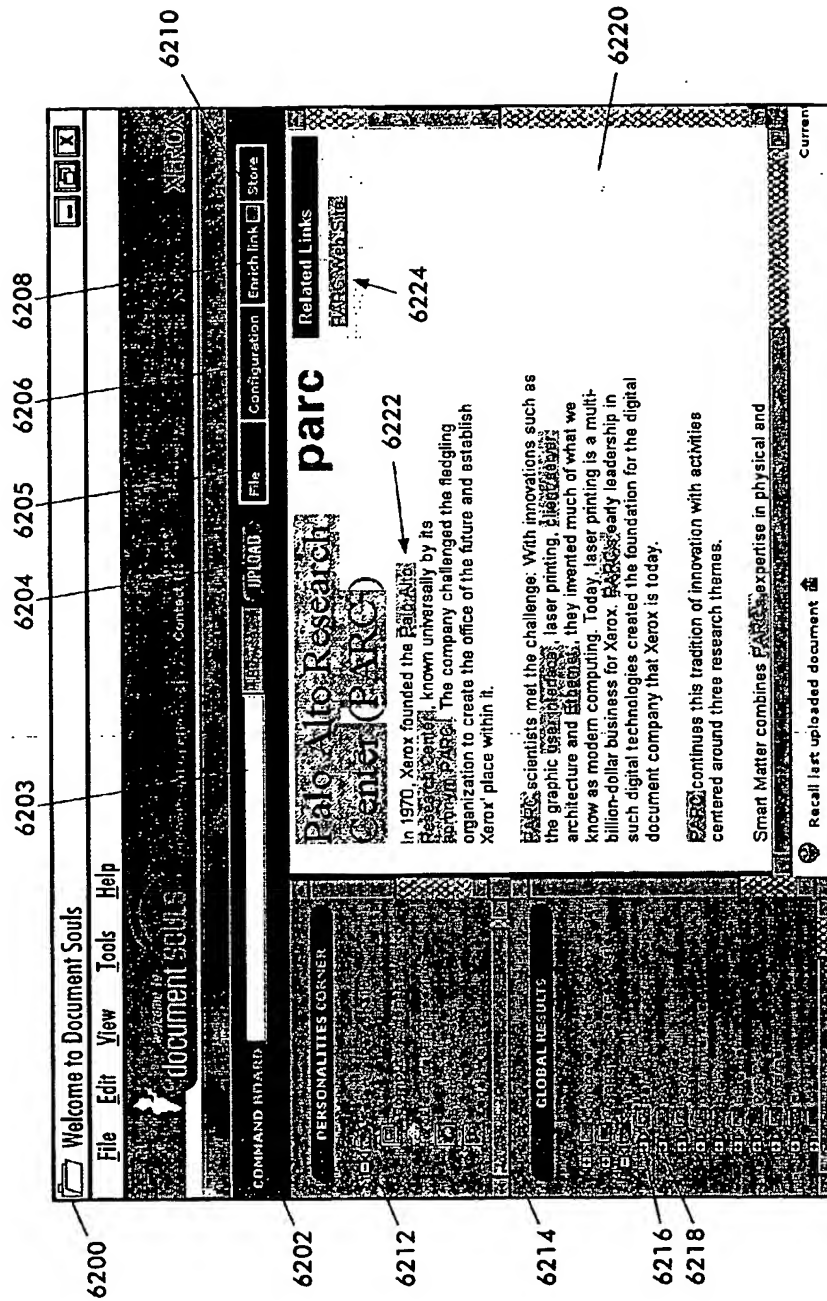 6200
6202
6203
6204
6205
6206
6208
6210
6212
6214
6216
6218
6220
6222
6224
Welcome to Document Souls
File Edit View Tools Help
document souls
XEROX
COMMAND BOARD
UPLOAD
File
Configuration
Enrich link
Store
PERSONALITIES CORNER
GLOBAL RESULTS
Palo Alto Research
Center (PARC)
parc
Related Links
PARC Web Site
In 1970, Xerox founded the Palo Alto
Research Center, known universally by its
acronym PARC. The company challenged the fledgling
organization to create the office of the future and establish
Xerox' place within it.
PARC scientists met the challenge. With innovations such as
the graphic user interface, laser printing, client/server
architecture and Ethernet, they invented much of what we
know as modern computing. Today, laser printing is a multi-
billion-dollar business for Xerox. PARC's early leadership in
such digital technologies created the foundation for the digital
document company that Xerox is today.
PARC continues this tradition of innovation with activities
centered around three research themes.
Smart Matter combines PARC's expertise in physical and
Recall last uploaded document
Current